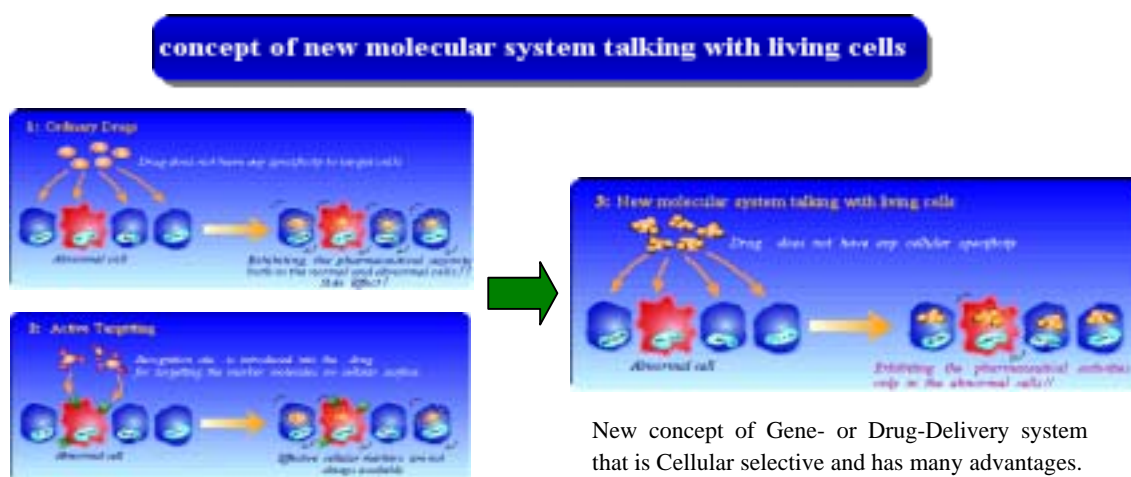 concept of new molecular system talking with living cells
1: Ordinary Drugs
Drug does not have any specificity to target cells
Abnormal cell
Exhibiting the pharmaceutical activity
both in the normal and abnormal cells!!
Side Effect!
2: Active Targeting
Recognition site is introduced into the drug
for targeting the marker molecules on cellular surface
Abnormal cell
Effective cellular markers are not
always available
3: New molecular system talking with living cells
Drug does not have any cellular specificity
Abnormal cell
Exhibiting the pharmaceutical activities
only in the abnormal cells!!
New concept of Gene- or Drug-Delivery system
that is Cellular selective and has many advantages.